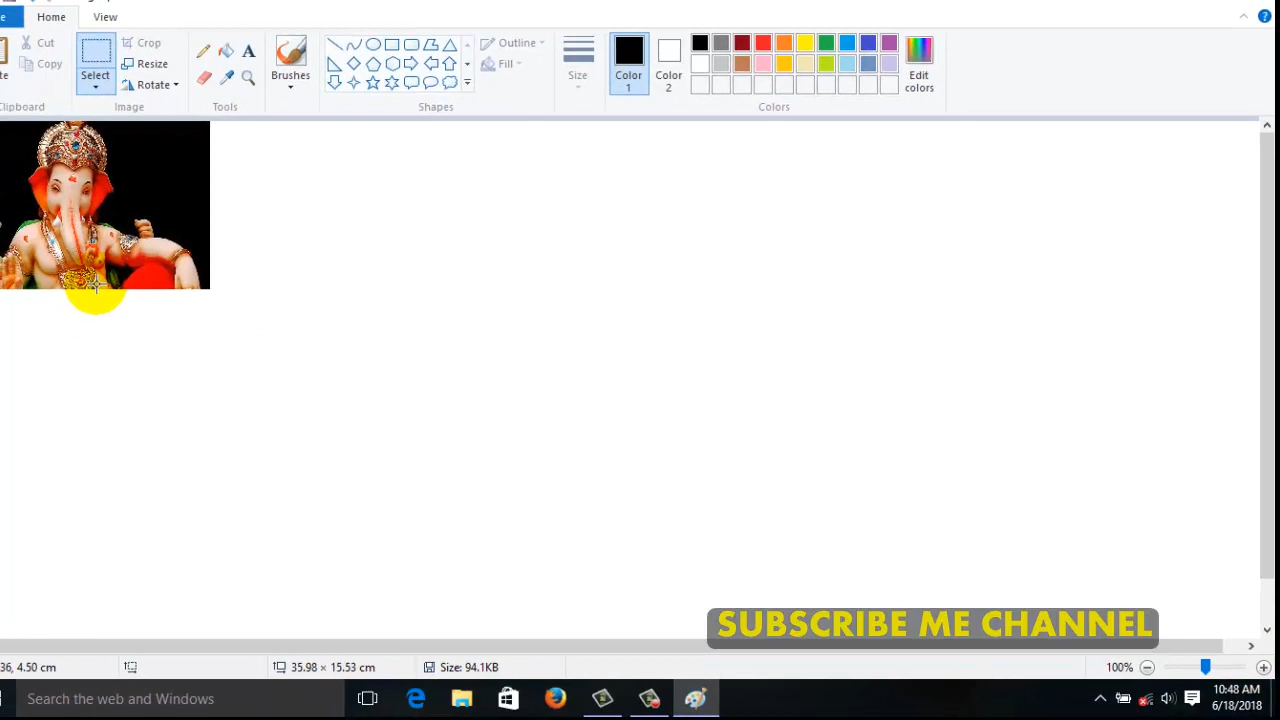 Home View
Cut
Copy
Select
Crop
Resize
Rotate
Brushes
Outline
Fill
Size
Color 1
Color 2
Edit colors
Image
Tools
Shapes
Colors
A
SUBSCRIBE ME CHANNEL
36, 4.50 cm
35.98 × 15.53 cm
Size: 94.1KB
100%
Search the web and Windows
10:48 AM
6/18/2018